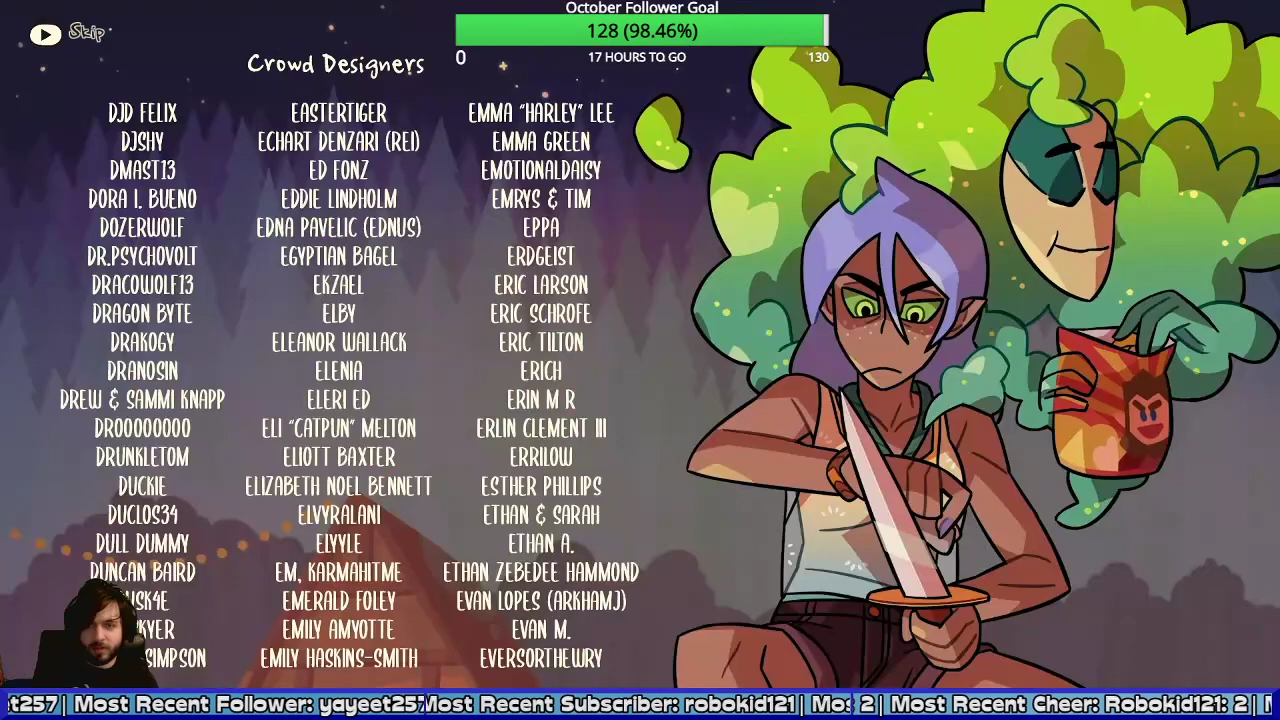 October Follower Goal
128 (98.46%)
0 17 HOURS TO GO 130
Skip
Crowd Designers
DJD FELIX
DJSHY
DMAST13
DORA I. BUENO
DOZERWOLF
DR.PSYCHOVOLT
DRACOWOLF13
DRAGON BYTE
DRAKOGY
DRANOSIN
DREW & SAMMI KNAPP
DROOOOOOOO
DRUNKLETOM
DUCKIE
DUCLOS34
DULL DUMMY
DUNCAN BAIRD
SIMPSON
EASTERTIGER
ECHART DENZARI (REI)
ED FONZ
EDDIE LINDHOLM
EDNA PAVELIC (EDNUS)
EGYPTIAN BAGEL
EKZAEL
ELBY
ELEANOR WALLACK
ELENIA
ELERI ED
ELI "CATPUN" MELTON
ELIOTT BAXTER
ELIZABETH NOEL BENNETT
ELVYRALANI
ELYYLE
EM, KARMAHITME
EMERALD FOLEY
EMILY AMYOTTE
EMILY HASKINS-SMITH
EMMA "HARLEY" LEE
EMMA GREEN
EMOTIONALDAISY
EMRYS & TIM
EPPA
ERDGEIST
ERIC LARSON
ERIC SCHROFE
ERIC TILTON
ERICH
ERIN M R
ERLIN CLEMENT III
ERRILOW
ESTHER PHILLIPS
ETHAN & SARAH
ETHAN A.
ETHAN ZEBEDEE HAMMOND
EVAN LOPES (ARKHAMJ)
EVAN M.
EVERSORTHEWRY
et257 | Most Recent Follower: yayeet257 Most Recent Subscriber: robokid121 | Mo 2 | Most Recent Cheer: Robokid121: 2 |